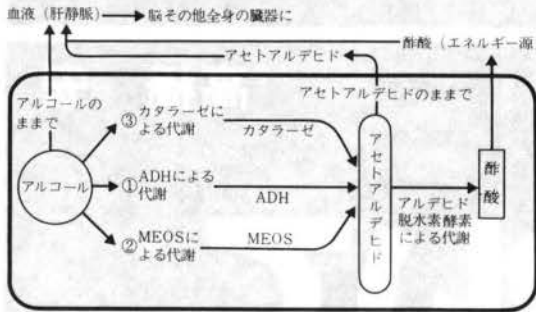 血液（肝静脈）→脳その他全身の臓器に
アセトアルデヒド
酢酸（エネルギー源）
アルコールの
ままで
アセトアルデヒドのままで
③カタラーゼに
よる代謝
カタラーゼ
アルコール
①ADHによる
代謝
ADH
②MEOSに
よる代謝
MEOS
アセトアルデヒド
アルデヒド
脱水素酵素
による代謝
酢酸